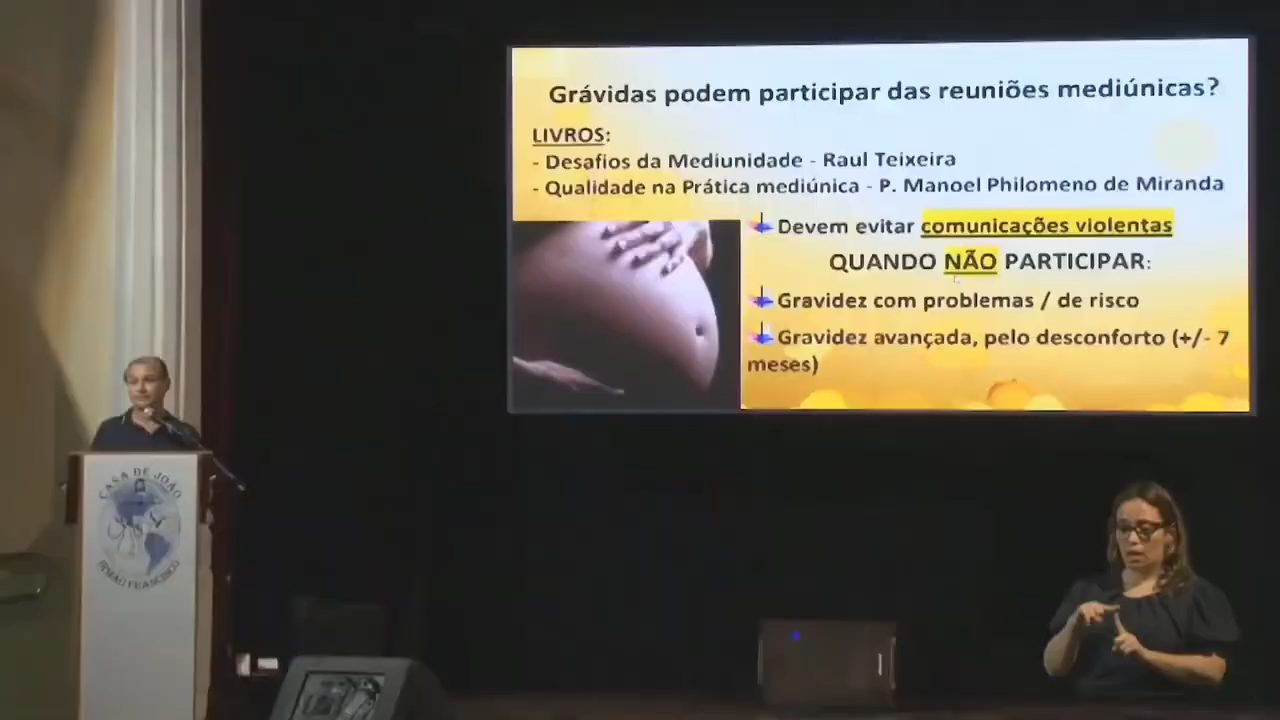 Grávidas podem participar das reuniões mediúnicas?
LIVROS:
- Desafios da Mediunidade - Raul Teixeira
- Qualidade na Prática mediúnica - P. Manoel Philomeno de Miranda
Devem evitar comunicações violentas
QUANDO NÃO PARTICIPAR:
Gravidez com problemas / de risco
Gravidez avançada, pelo desconforto (+/- 7
meses)
CASA DE JOÃO
IRMÃO FRANCISCO